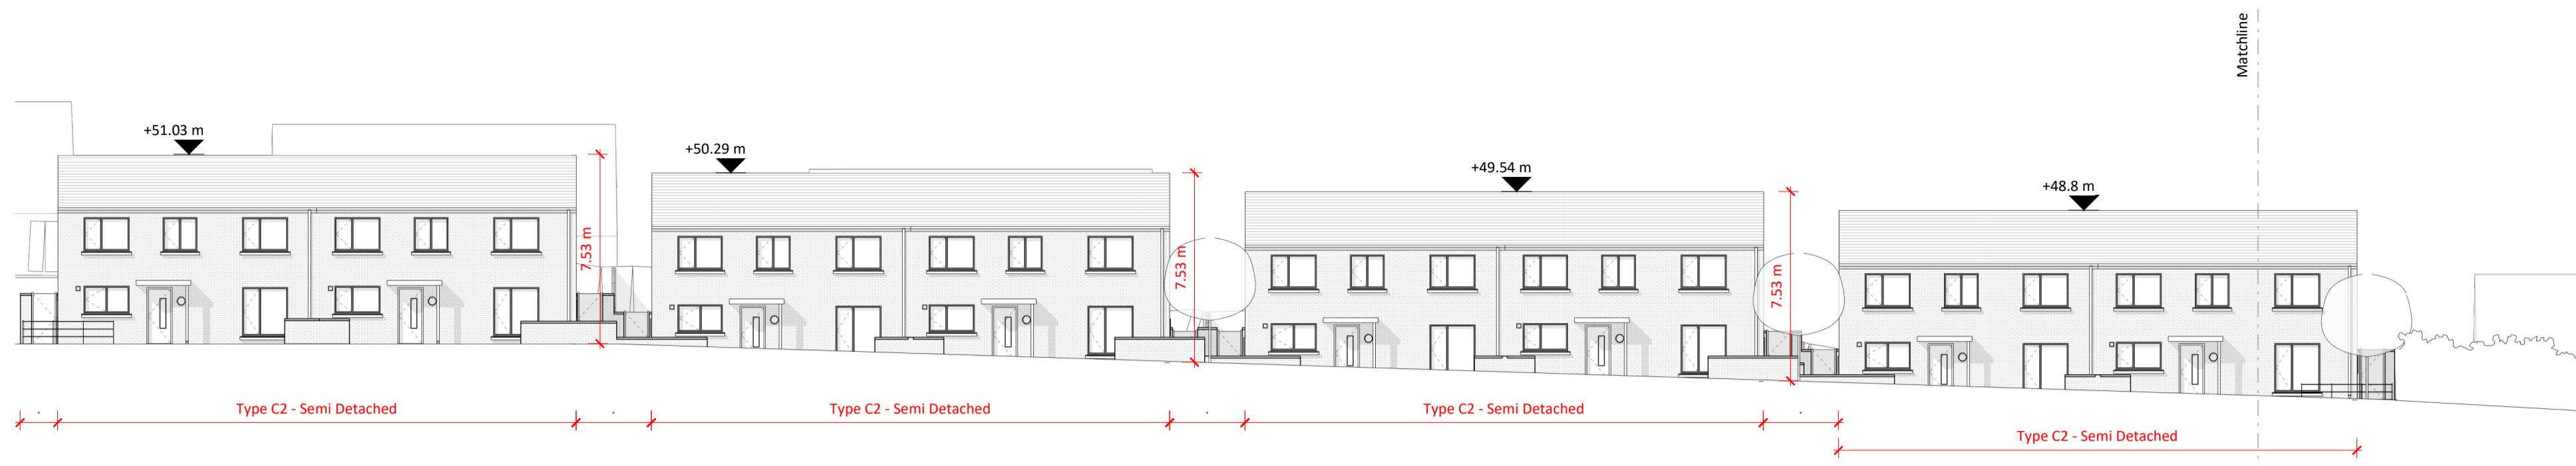 Matchline
+51.03 m
+50.29 m
+49.54 m
+48.8 m
7.53 m
7.53 m
7.53 m
Type C2 - Semi Detached
Type C2 - Semi Detached
Type C2 - Semi Detached
Type C2 - Semi Detached